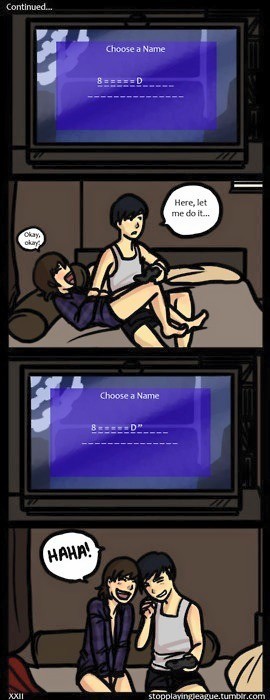 Continued...
Choose a Name
8 = = = = = D
Here, let
me do it...
Okay,
okay!
Choose a Name
8 = = = = = D "
HAHA!
XXII
stopplayingleague.tumblr.com